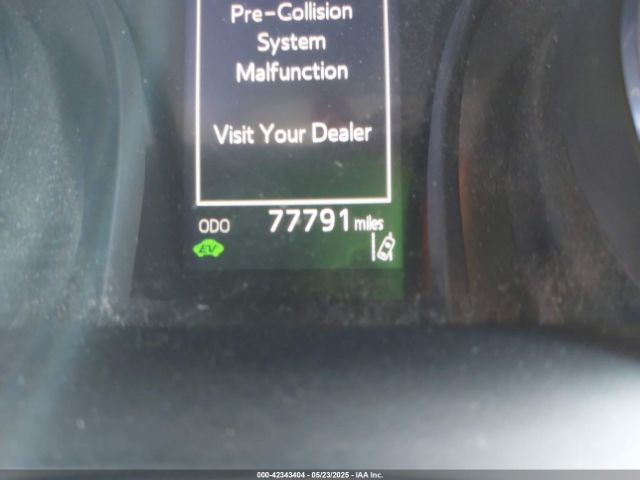 Pre-Collision
System
Malfunction
Visit Your Dealer
ODO 77791 miles
EV
000-42343404 - 05/23/2025 - IAA Inc.